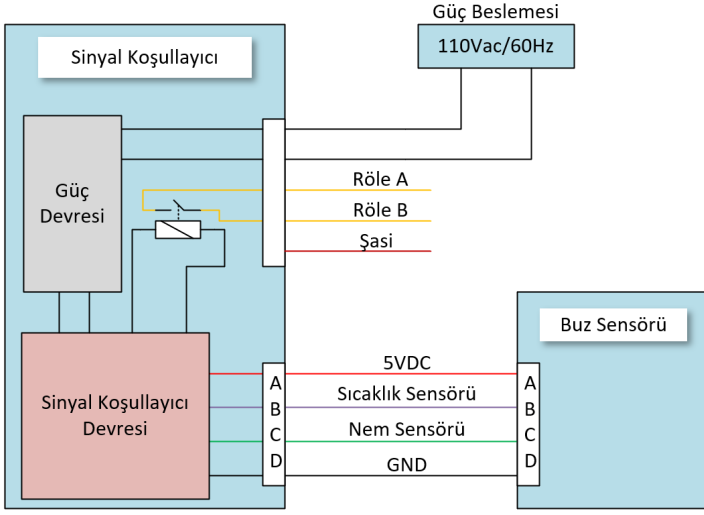 Güç Beslemesi
110Vac/60Hz
Sinyal Koşullayıcı
Güç
Devresi
Röle A
Röle B
Şasi
Buz Sensörü
Sinyal Koşullayıcı
Devresi
A
B
C
D
5VDC
Sıcaklık Sensörü
Nem Sensörü
GND
A
B
C
D